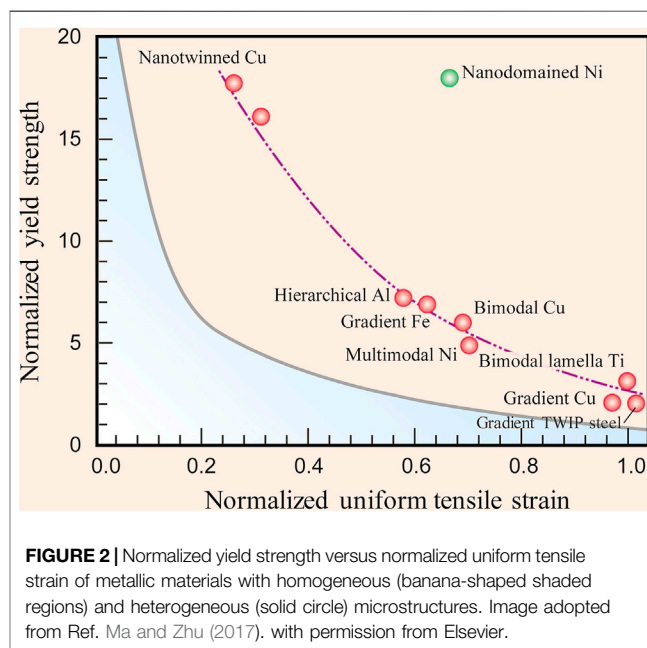 20
15
10
5
0
Normalized yield strength
Nanotwinned Cu
Nanodomained Ni
Hierarchical Al
Gradient Fe
Bimodal Cu
Multimodal Ni
Bimodal lamella Ti
Gradient Cu
Gradient TWIP steel
0.0 0.2 0.4 0.6 0.8 1.0
Normalized uniform tensile strain
FIGURE 2 | Normalized yield strength versus normalized uniform tensile
strain of metallic materials with homogeneous (banana-shaped shaded
regions) and heterogeneous (solid circle) microstructures. Image adopted
from Ref. Ma and Zhu (2017). with permission from Elsevier.